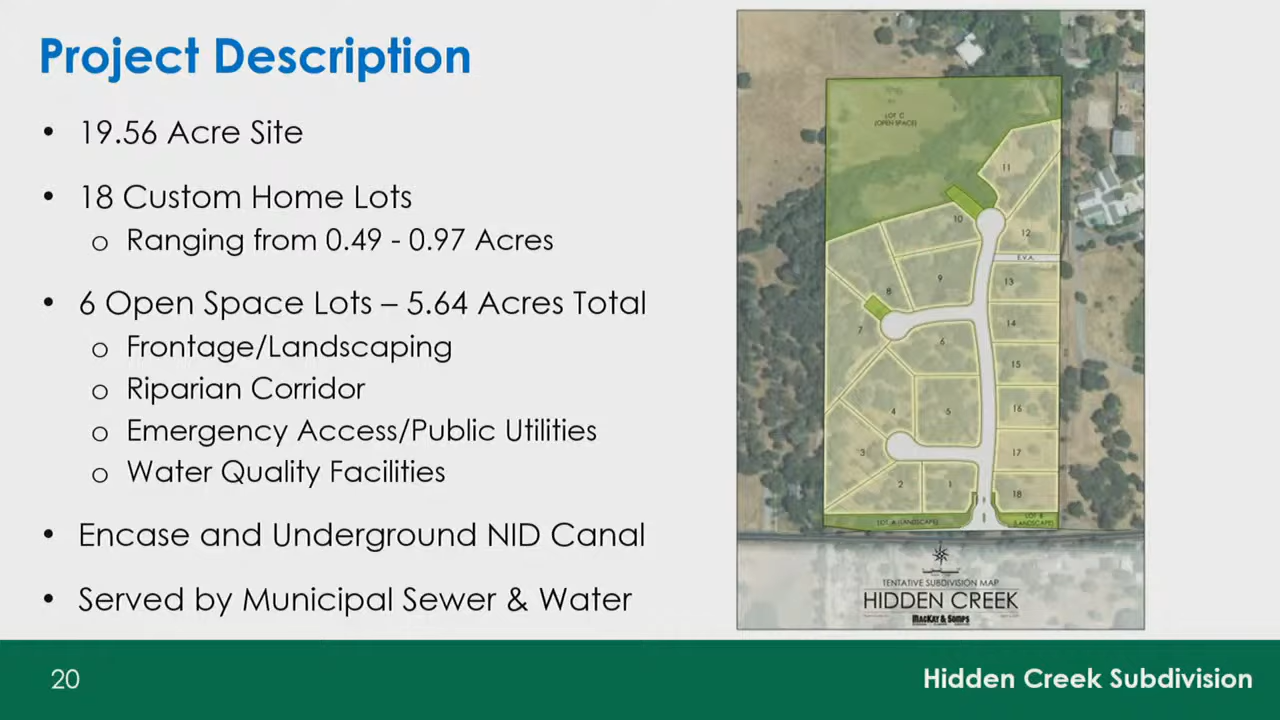 Project Description
• 19.56 Acre Site
• 18 Custom Home Lots
o Ranging from 0.49 - 0.97 Acres
• 6 Open Space Lots – 5.64 Acres Total
o Frontage/Landscaping
o Riparian Corridor
o Emergency Access/Public Utilities
o Water Quality Facilities
• Encase and Underground NID Canal
• Served by Municipal Sewer & Water
LOT C
(OPEN SPACE)
11
10
12
E.V.A.
9
13
8
14
7
6
15
16
4
5
3
17
2
1
18
LOT A (LANDSCAPE)
LOT B
(LANDSCAPE)
TENTATIVE SUBDIVISION MAP
HIDDEN CREEK
MACKAY & SOMPS
20
Hidden Creek Subdivision